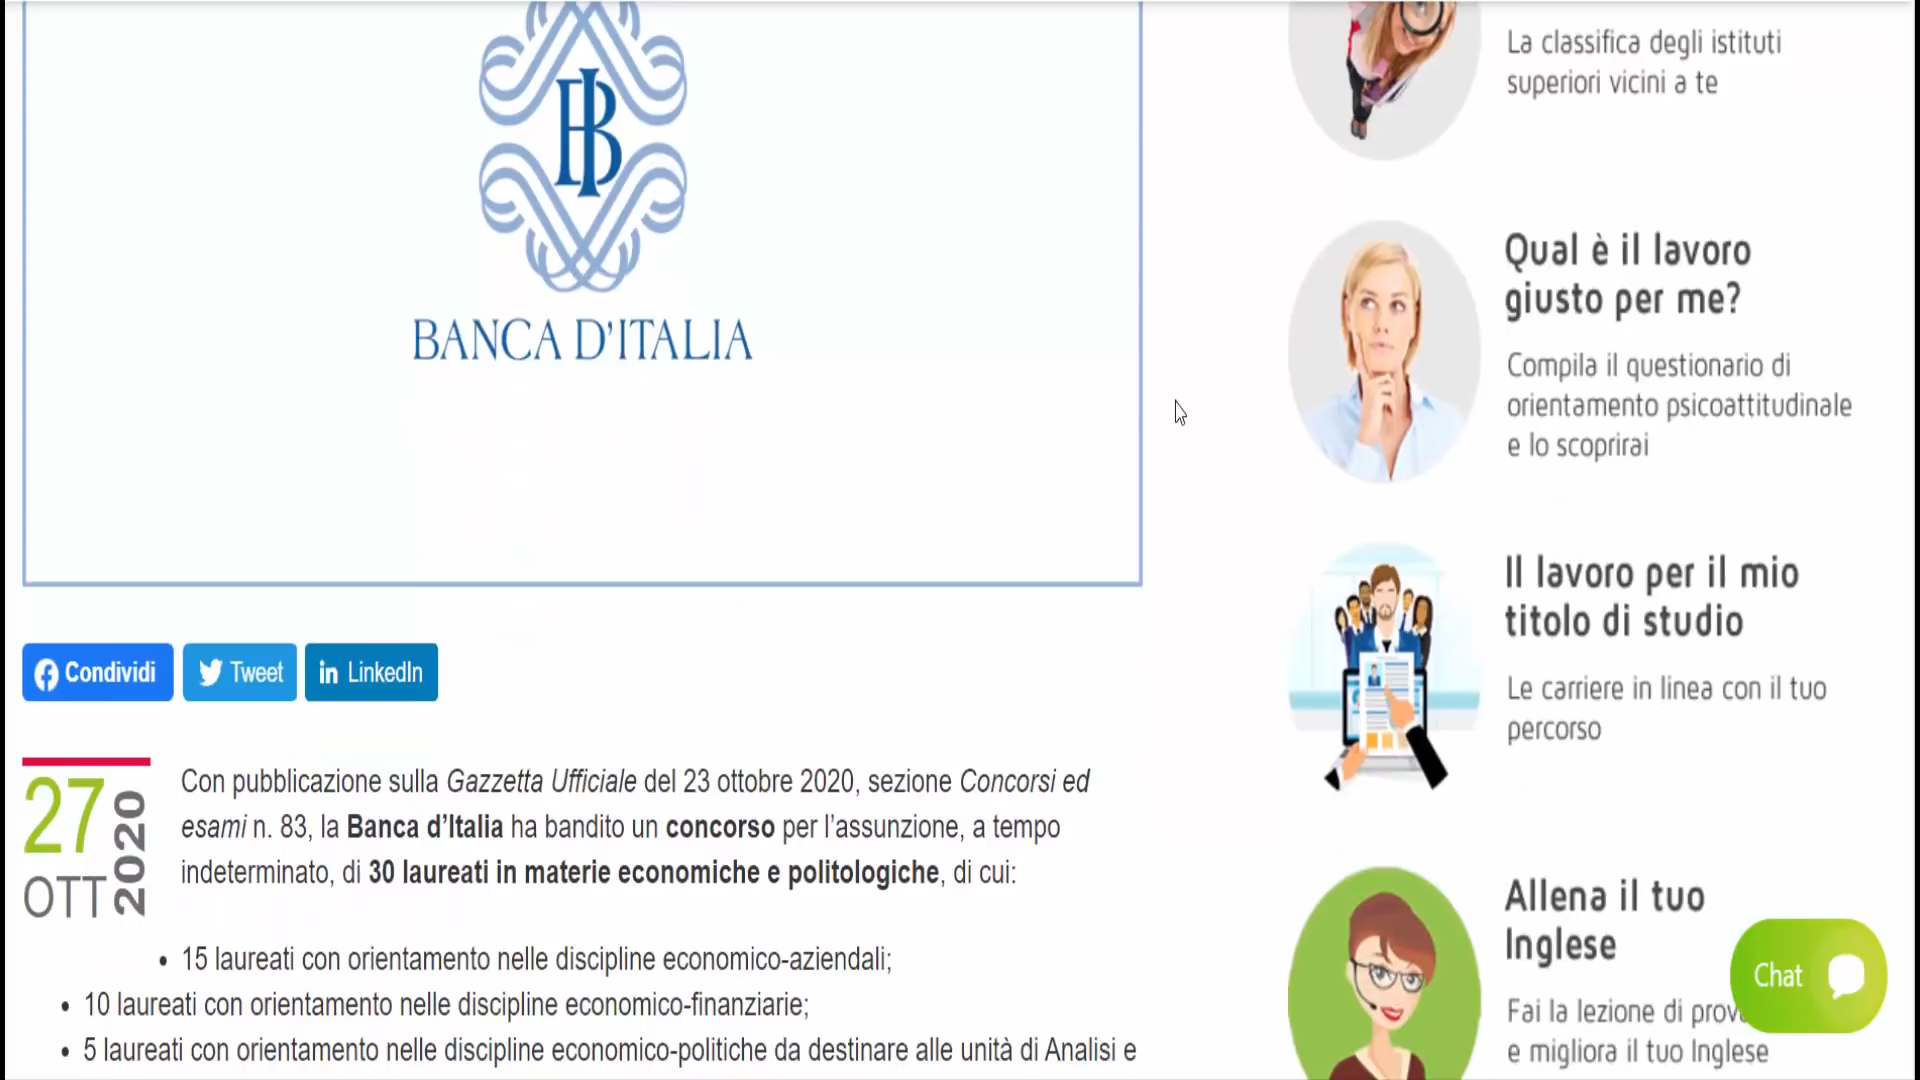 BANCA D'ITALIA
Condividi
Tweet
in LinkedIn
27
OTT
2020
Con pubblicazione sulla Gazzetta Ufficiale del 23 ottobre 2020, sezione Concorsi ed
esami n. 83, la Banca d'Italia ha bandito un concorso per l'assunzione, a tempo
indeterminato, di 30 laureati in materie economiche e politologiche, di cui:
• 15 laureati con orientamento nelle discipline economico-aziendali;
• 10 laureati con orientamento nelle discipline economico-finanziarie;
• 5 laureati con orientamento nelle discipline economico-politiche da destinare alle unità di Analisi e
La classifica degli istituti
superiori vicini a te
Qual è il lavoro
giusto per me?
Compila il questionario di
orientamento psicoattitudinale
e lo scoprirai
Il lavoro per il mio
titolo di studio
Le carriere in linea con il tuo
percorso
Allena il tuo
Inglese
Fai la lezione di
e migliora il tuo Inglese
Chat